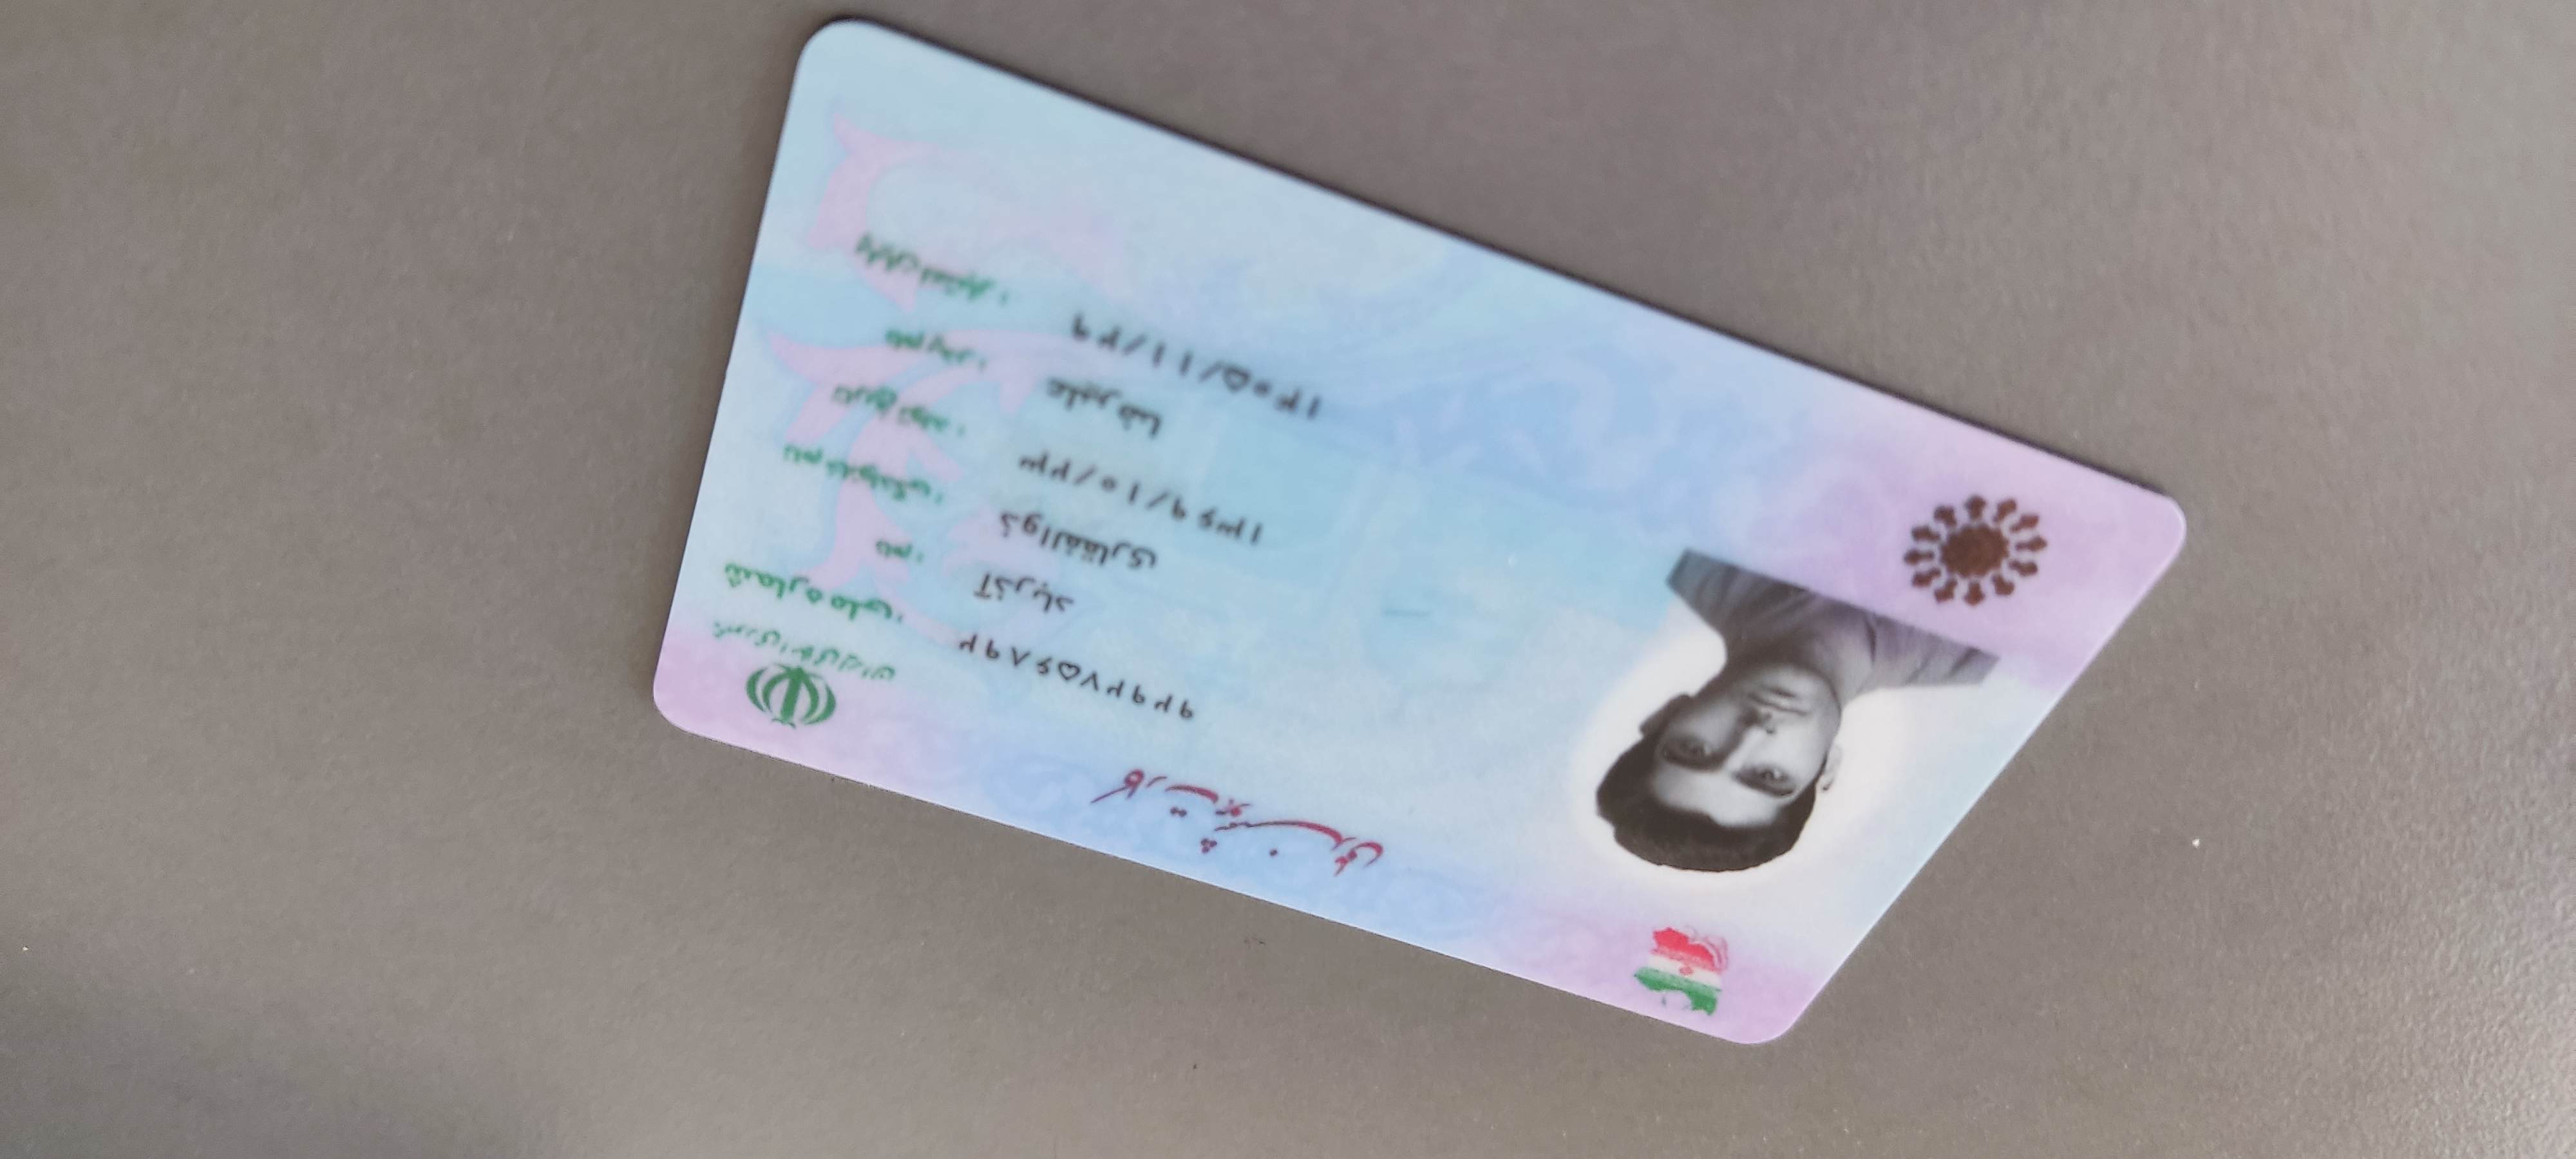 کارت هوشمند ملی
جمهوری اسلامی ایران
شماره ملی: ۹۲۹۲۷۵۶۸۹۲
نام: آذرباد
نام خانوادگی: ذوالفقاری
تاریخ تولد: ۱۳۶۹/۱۰/۲۳
نام پدر: علیرضا
پایان اعتبار: ۱۴۰۵/۱۱/۲۹